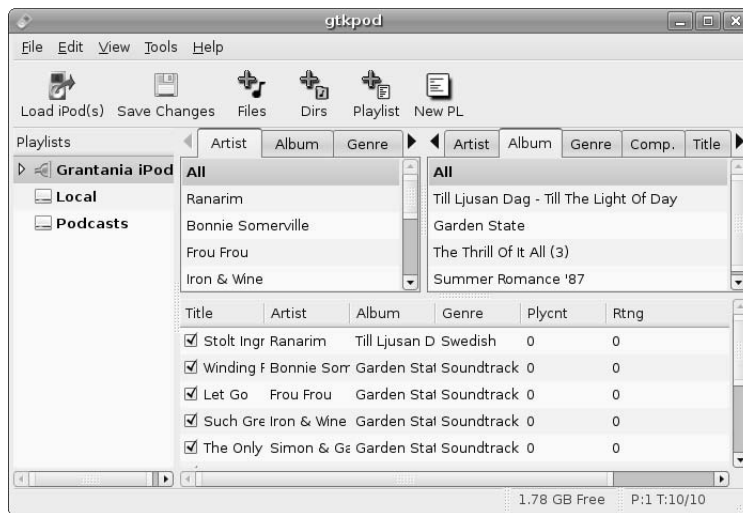 gtkpod
File Edit View Tools Help
Load iPod(s) Save Changes Files Dirs Playlist New PL
Playlists
Grantania iPod
Local
Podcasts
Artist Album Genre
All
Ranarim
Bonnie Somerville
Frou Frou
Iron & Wine
Artist Album Genre Comp. Title
All
Till Ljusan Dag - Till The Light Of Day
Garden State
The Thrill Of It All (3)
Summer Romance '87
Title Artist Album Genre Plycnt Rtng
Stolt Ingr Ranarim Till Ljusan D Swedish 0 0
Winding F Bonnie Som Garden Stat Soundtrack 0 0
Let Go Frou Frou Garden Stat Soundtrack 0 0
Such Gre Iron & Wine Garden Stat Soundtrack 0 0
The Only Simon & Ga Garden Stat Soundtrack 0 0
1.78 GB Free P:1 T:10/10